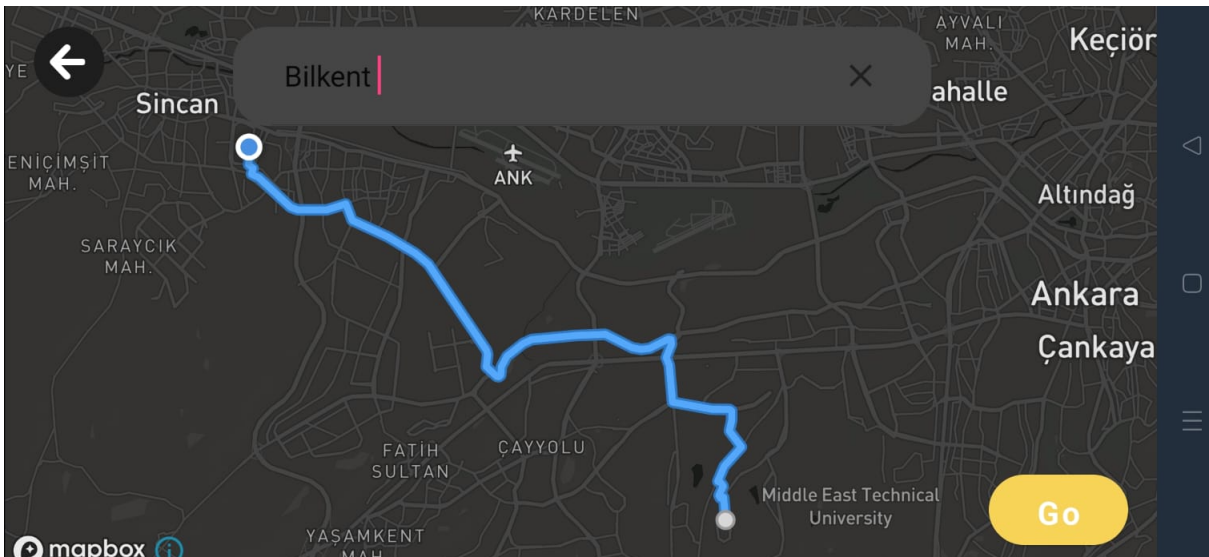 KARDELEN
AYVALI
MAH.
Keçiör
YE
Bilkent
Sincan
ahalle
ENİÇİMŞİT
MAH.
ANK
Altındağ
SARAYCIK
MAH.
Ankara
Çankaya
FATİH
SULTAN
ÇAYYOLU
Middle East Technical
University
Go
YAŞAMKENT
MAH
mapbox